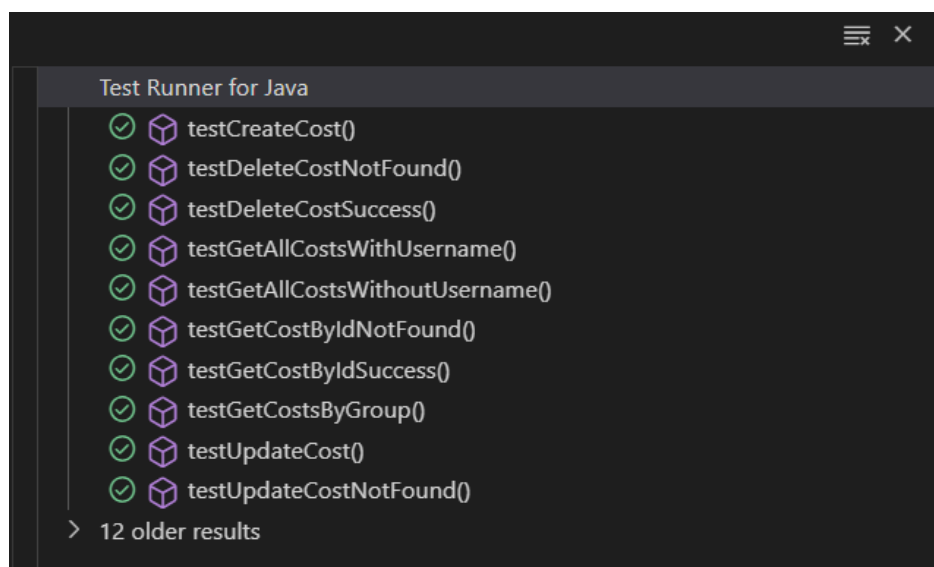 Test Runner for Java
testCreateCost()
testDeleteCostNotFound()
testDeleteCostSuccess()
testGetAllCostsWithUsername()
testGetAllCostsWithoutUsername()
testGetCostByIdNotFound()
testGetCostByIdSuccess()
testGetCostsByGroup()
testUpdateCost()
testUpdateCostNotFound()
12 older results